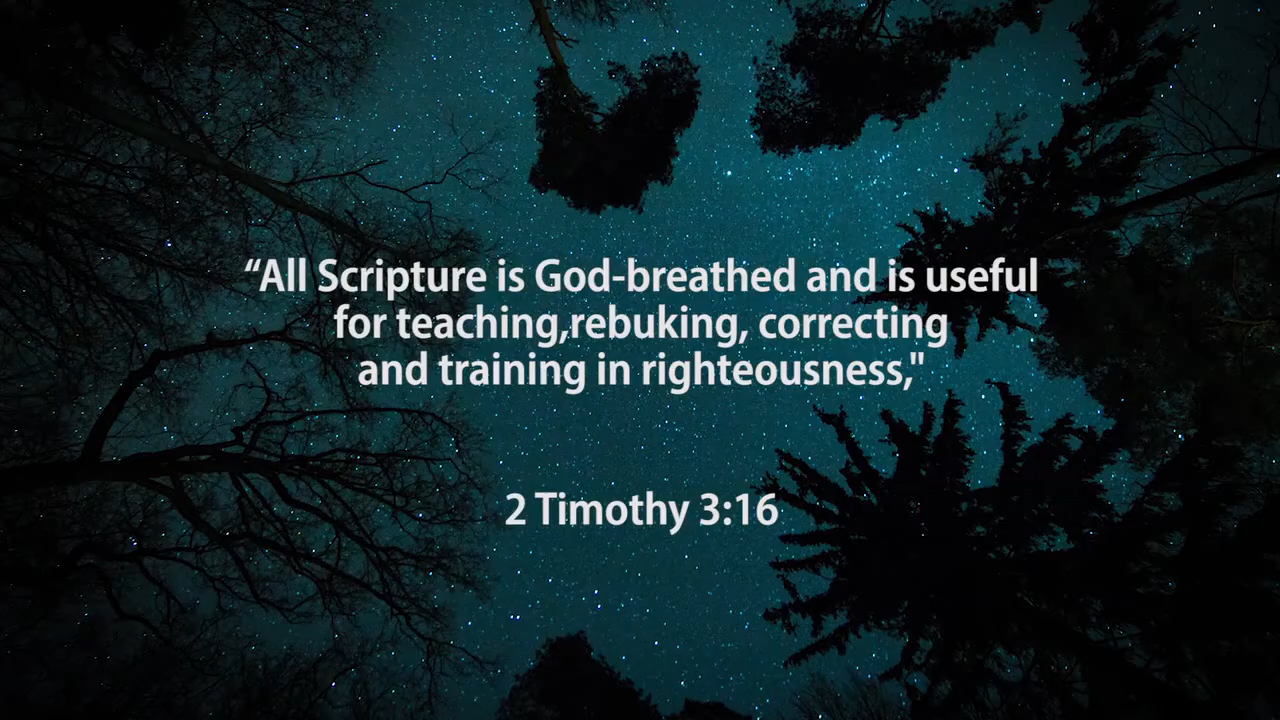 “All Scripture is God-breathed and is useful
for teaching,rebuking, correcting
and training in righteousness,"
2 Timothy 3:16